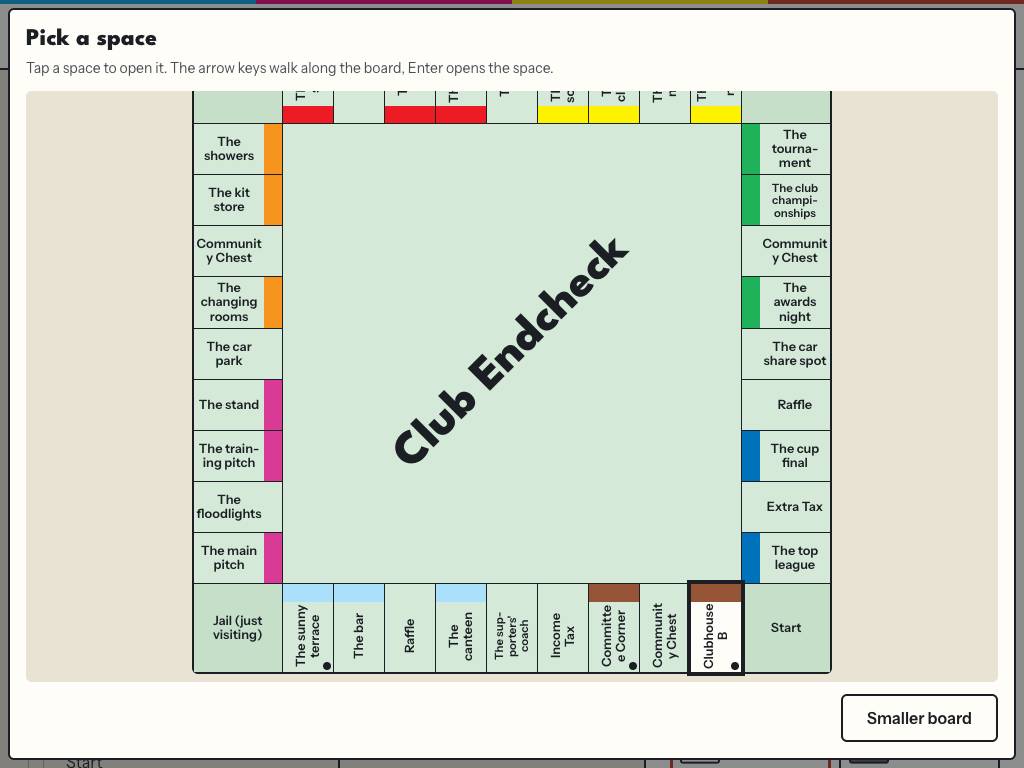 Pick a space
Tap a space to open it. The arrow keys walk along the board, Enter opens the space.
The
showers
The
tourna-
ment
The kit
store
The club
champi-
onships
Communit
y Chest
Communit
y Chest
The
changing
rooms
The
awards
night
The car
park
The car
share spot
The stand
Raffle
The train-
ing pitch
The cup
final
The
floodlights
Extra Tax
The main
pitch
The top
league
Club Endcheck
Jail (just
visiting)
The sunny
terrace
The bar
Raffle
The
canteen
The sup-
porters'
coach
Income
Tax
Committe
e Corner
Communit
y Chest
Clubhouse
B
Start
Smaller board
Start